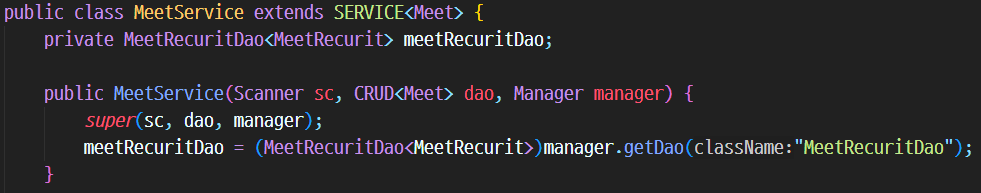 public class MeetService extends SERVICE<Meet> {
private MeetRecuritDao<MeetRecurit> meetRecuritDao;
public MeetService(Scanner sc, CRUD<Meet> dao, Manager manager) {
super(sc, dao, manager);
meetRecuritDao = (MeetRecuritDao<MeetRecurit>)manager.getDao(className:"MeetRecuritDao");
}